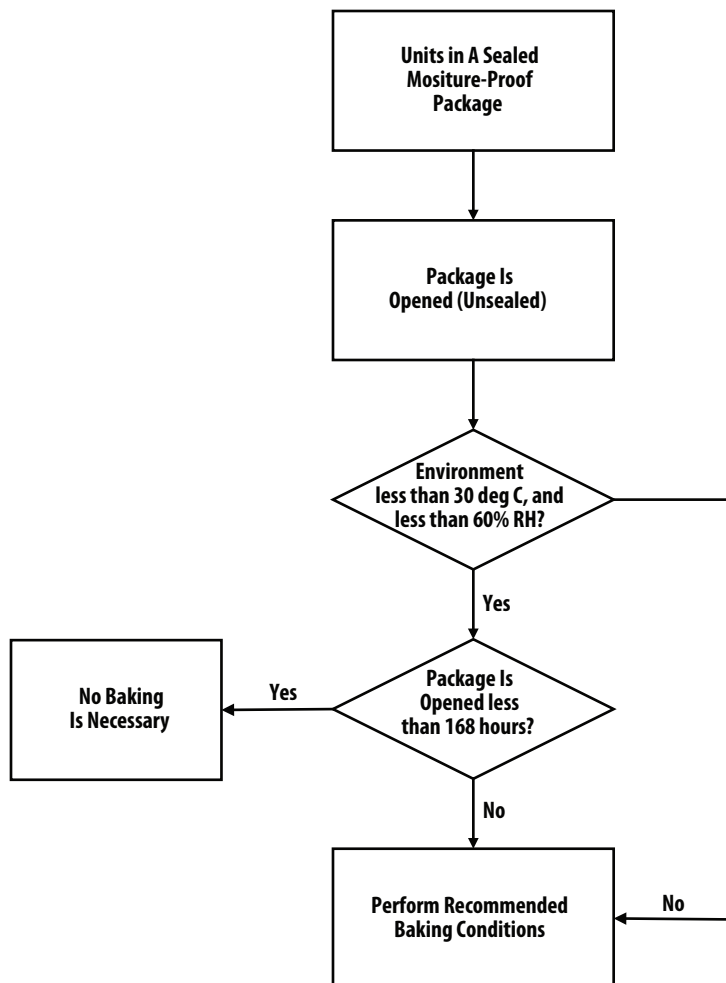 Units in A Sealed
Mositure-Proof
Package
Package Is
Opened (Unsealed)
Environment
less than 30 deg C, and
less than 60% RH?
Yes
No Baking
Is Necessary
Yes
Package Is
Opened less
than 168 hours?
No
Perform Recommended
Baking Conditions
No